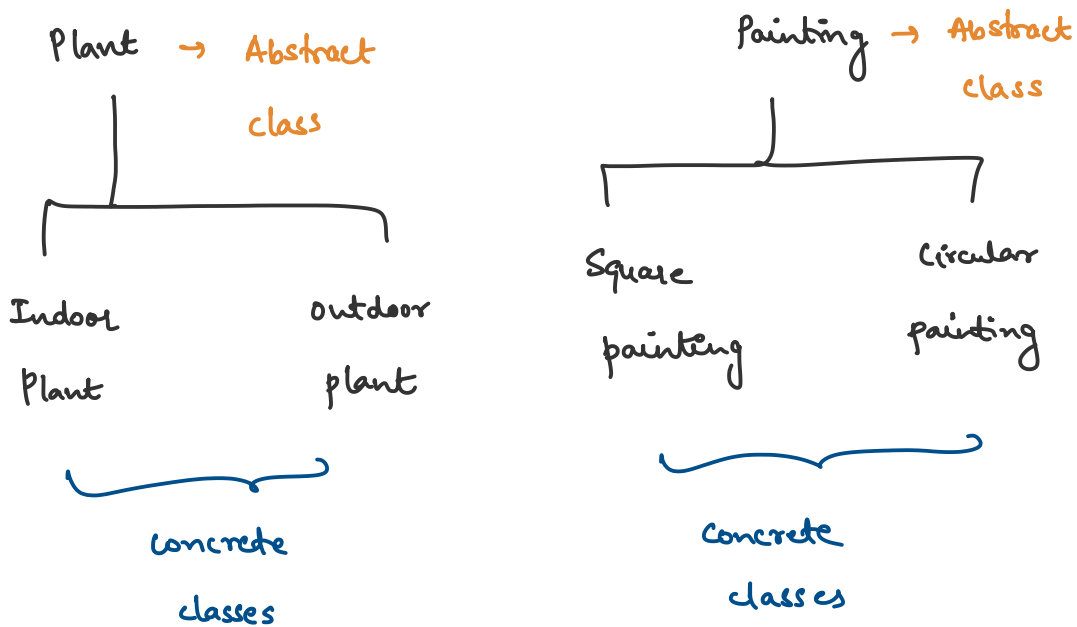 Plant → Abstract
class
Indoor
Plant
outdoor
plant
concrete
classes
Painting → Abstract
class
Square
painting
Circular
painting
concrete
classes